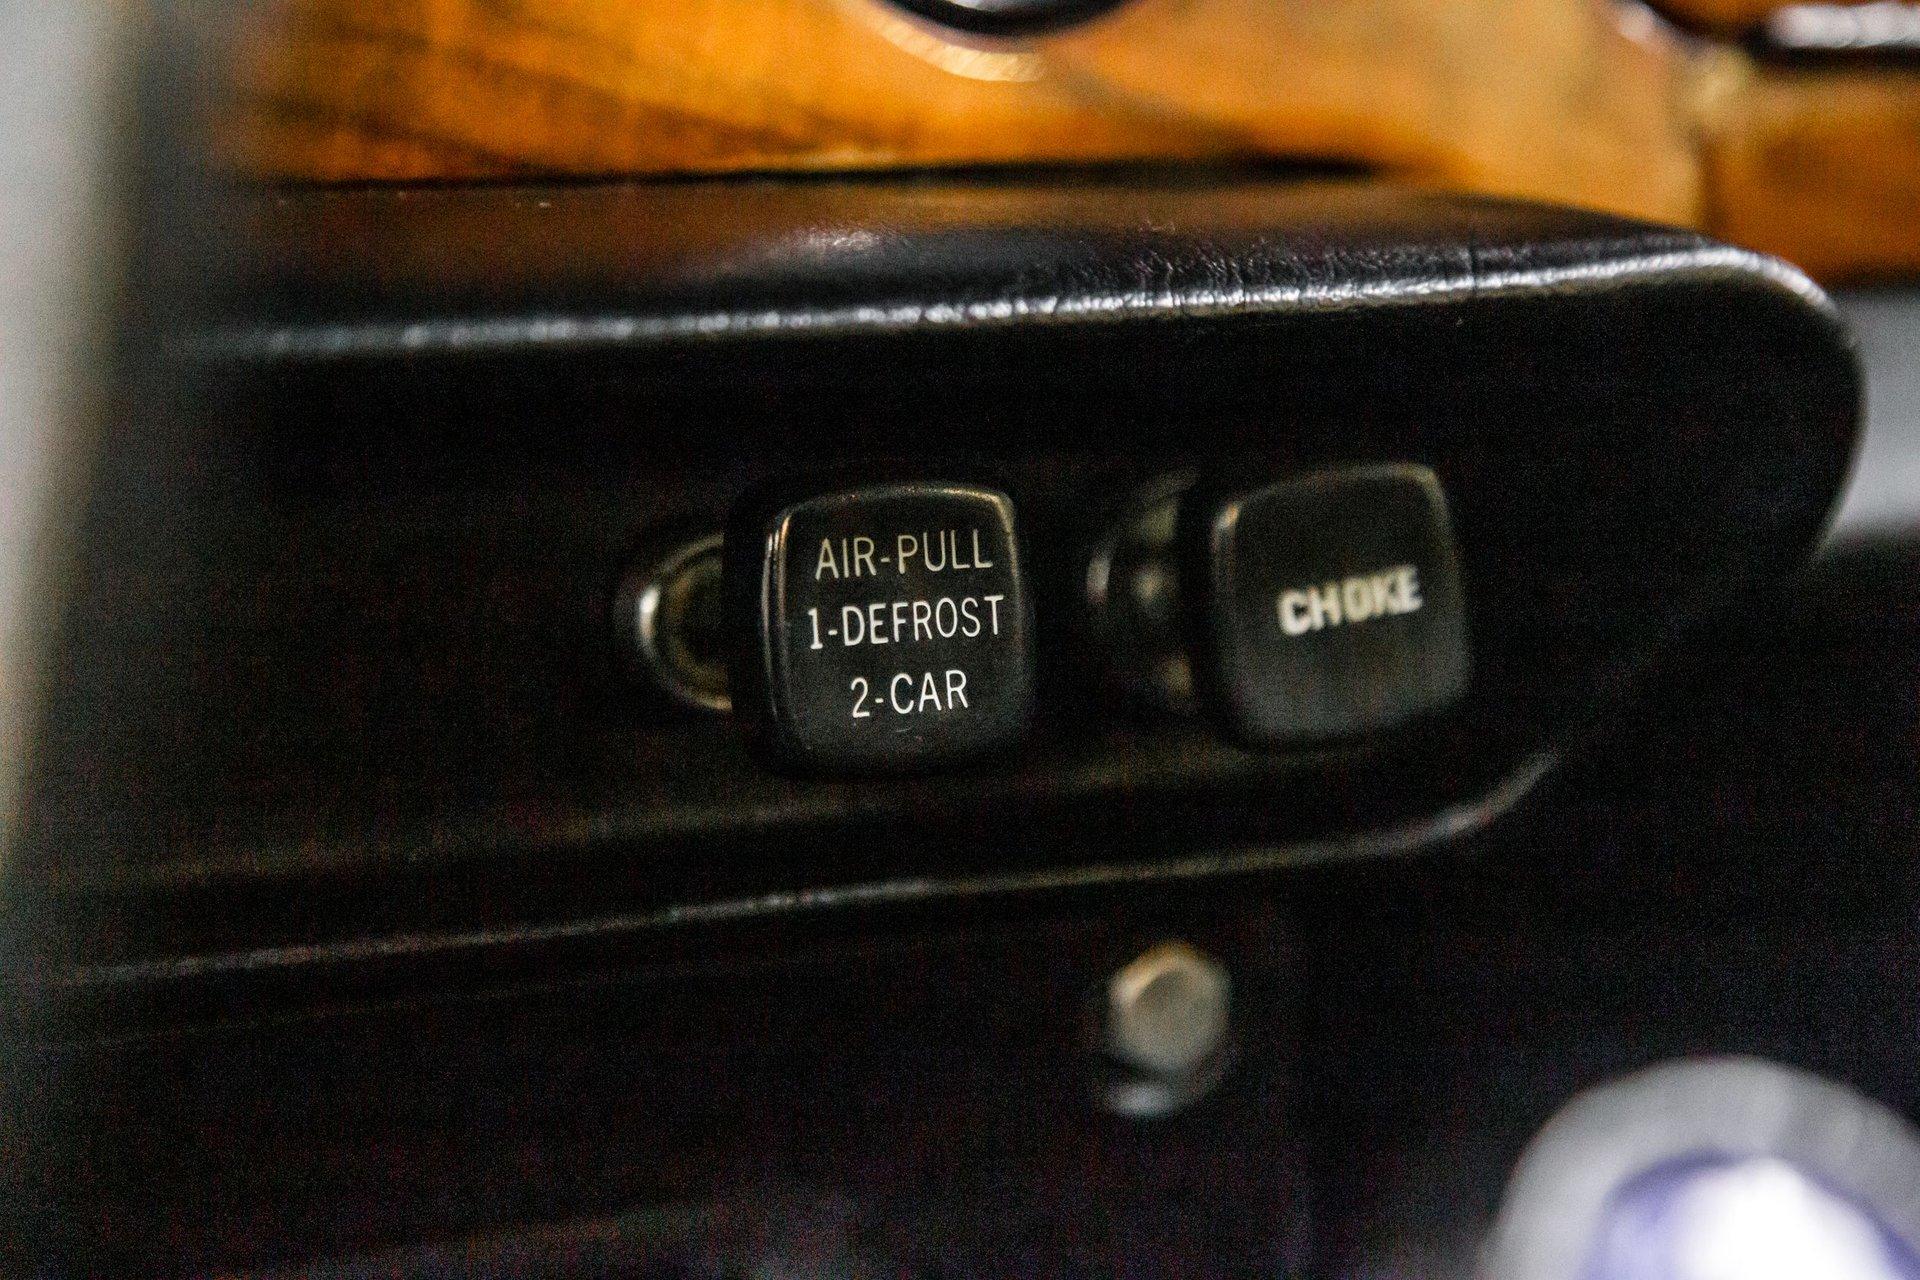 AIR-PULL
1-DEFROST
2-CAR
CHOKE